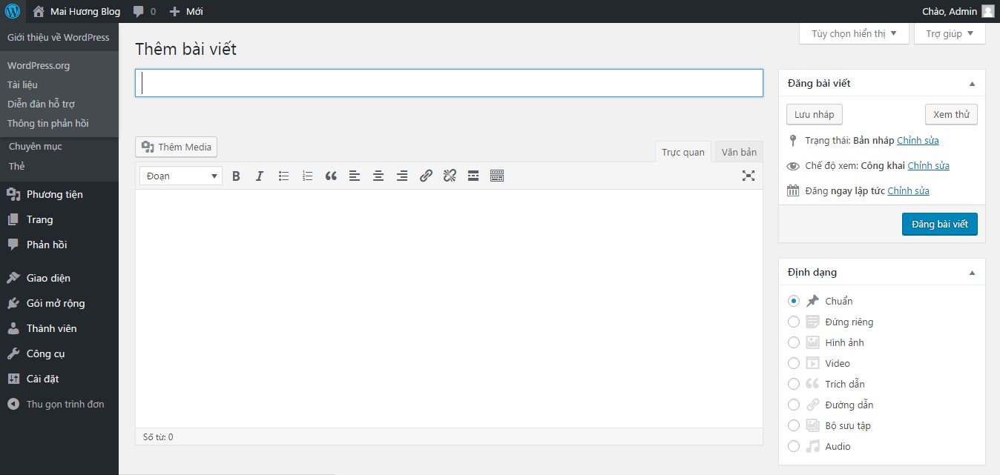 Mai Hương Blog 0 Mới Chào, Admin
Giới thiệu về WordPress
WordPress.org
Tài liệu
Diễn đàn hỗ trợ
Thông tin phản hồi
Chuyên mục
Thẻ
Phương tiện
Trang
Phản hồi
Giao diện
Gói mở rộng
Thành viên
Công cụ
Cài đặt
Thu gọn trình đơn
Tùy chọn hiển thị Trợ giúp
Thêm bài viết
Thêm Media
Trực quan Văn bản
Đoạn
Số từ: 0
Đăng bài viết
Lưu nháp Xem thử
Trạng thái: Bản nháp Chỉnh sửa
Chế độ xem: Công khai Chỉnh sửa
Đăng ngay lập tức Chỉnh sửa
Đăng bài viết
Định dạng
Chuẩn
Đứng riêng
Hình ảnh
Video
Trích dẫn
Đường dẫn
Bộ sưu tập
Audio